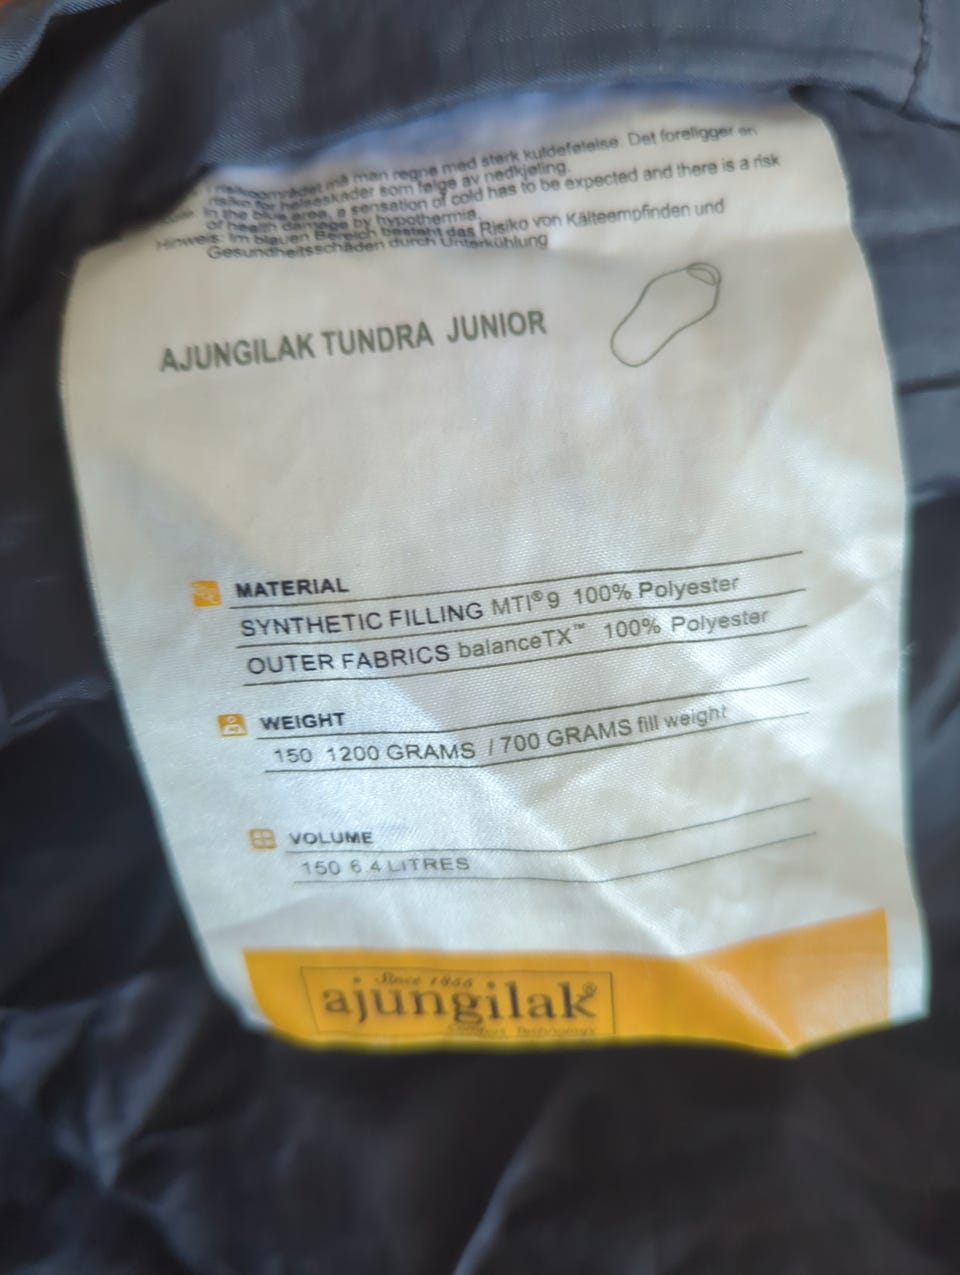 risikoområdet må man regne med sterk kuldefølelse. Det foreligger en
risiko for helseskader som følge av nedkjøling.
In the blue area, a sensation of cold has to be expected and there is a risk
of health damage by hypothermia.
Hinweis: Im blauen Bereich besteht das Risiko von Kälteempfinden und
Gesundheitsschäden durch Unterkühlung
AJUNGILAK TUNDRA JUNIOR
MATERIAL
SYNTHETIC FILLING MTI®9 100% Polyester
OUTER FABRICS balanceTX™ 100% Polyester
WEIGHT
150 1200 GRAMS / 700 GRAMS fill weight
VOLUME
150 6.4 LITRES
Since 1855
ajungilak®
Comfort Technology